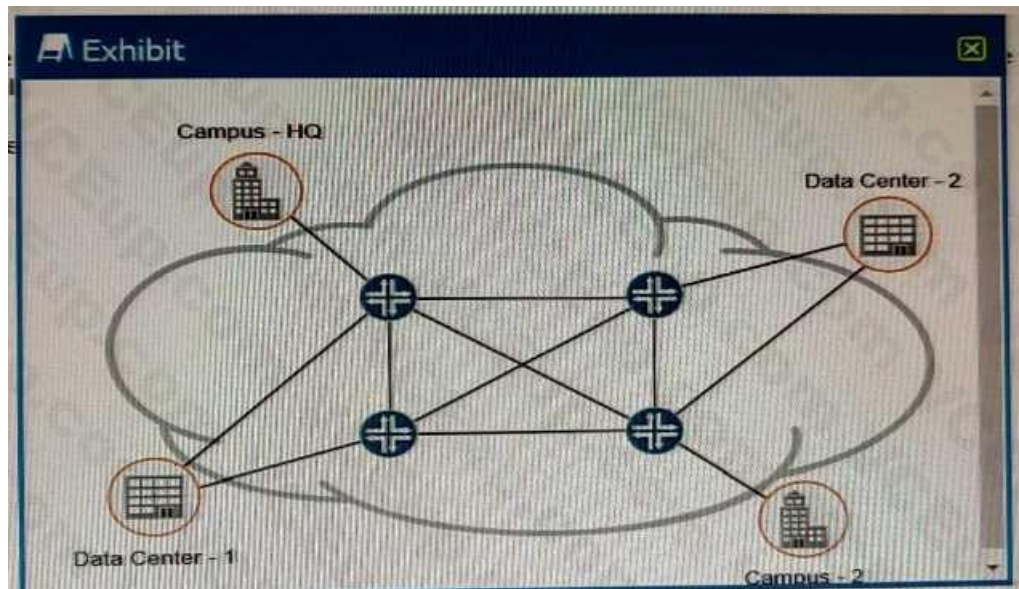 Exhibit
Campus - HQ
Data Center - 2
Data Center - 1
Campus - 2